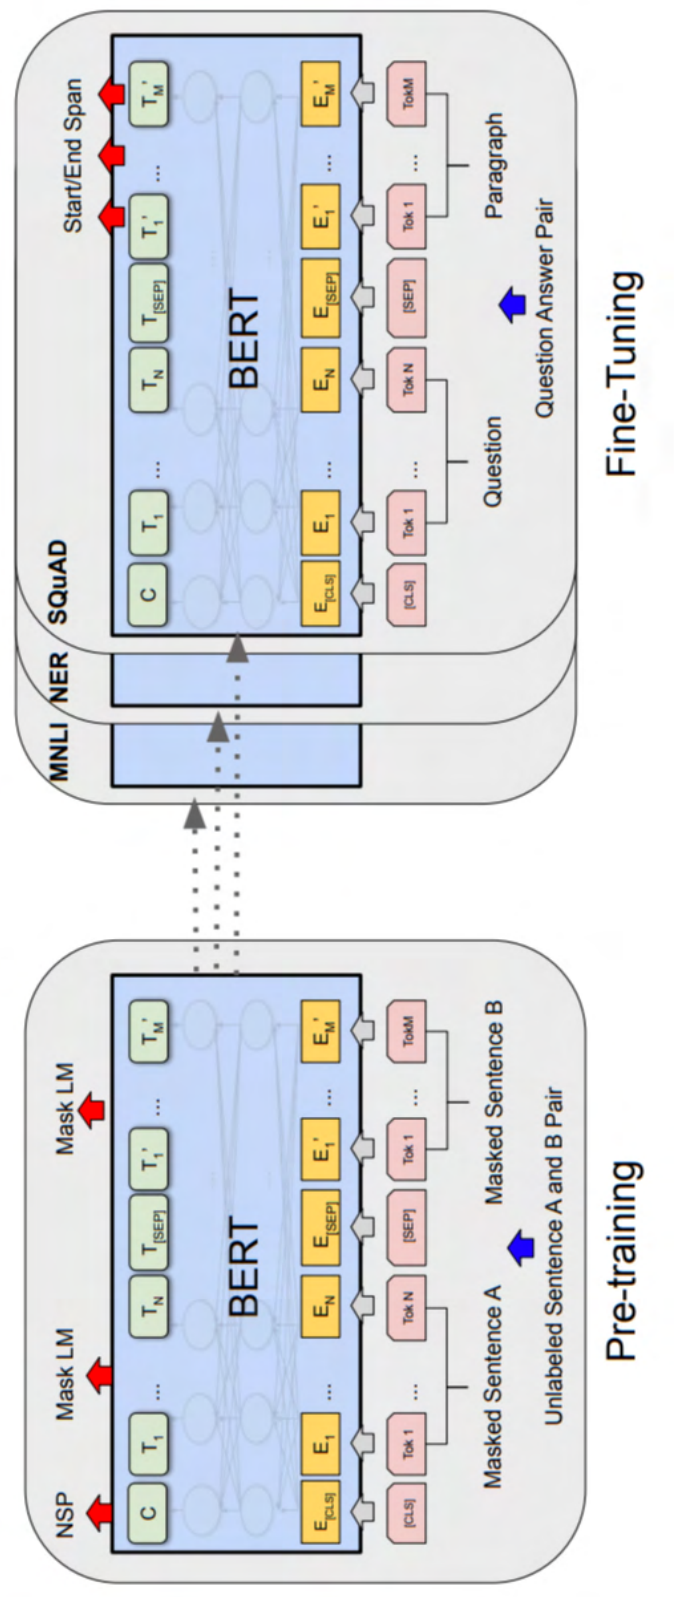 NSP Mask LM Mask LM
C T1 ... TN T[SEP] T1' ... TM'
BERT
E[CLS] E1 ... EN E[SEP] E1' ... EM'
[CLS] Tok 1 ... Tok N [SEP] Tok 1 ... TokM
Masked Sentence A Masked Sentence B
Unlabeled Sentence A and B Pair
Pre-training
MNLI NER SQuAD Start/End Span
C T1 ... TN T[SEP] T1' ... TM'
BERT
E[CLS] E1 ... EN E[SEP] E1' ... EM'
[CLS] Tok 1 ... Tok N [SEP] Tok 1 ... TokM
Question Paragraph
Question Answer Pair
Fine-Tuning